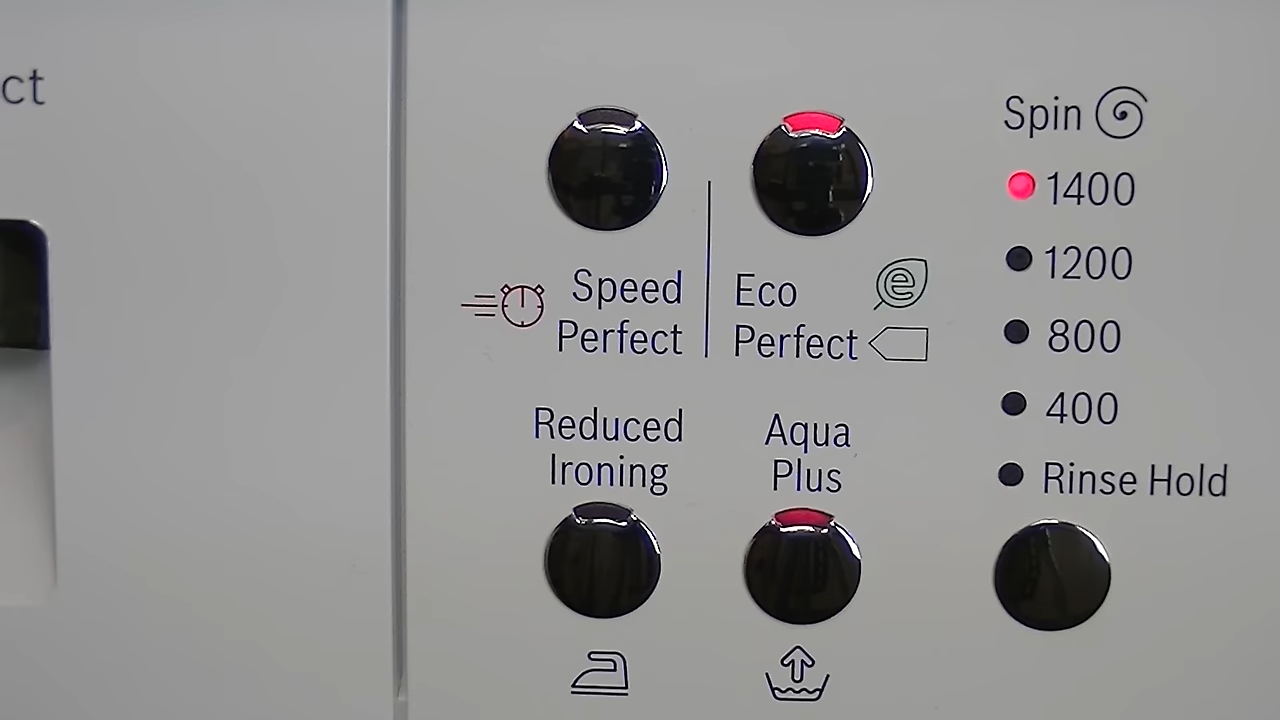 ct
Spin
1400
1200
800
400
Rinse Hold
Speed
Perfect
Eco
Perfect
Reduced
Ironing
Aqua
Plus